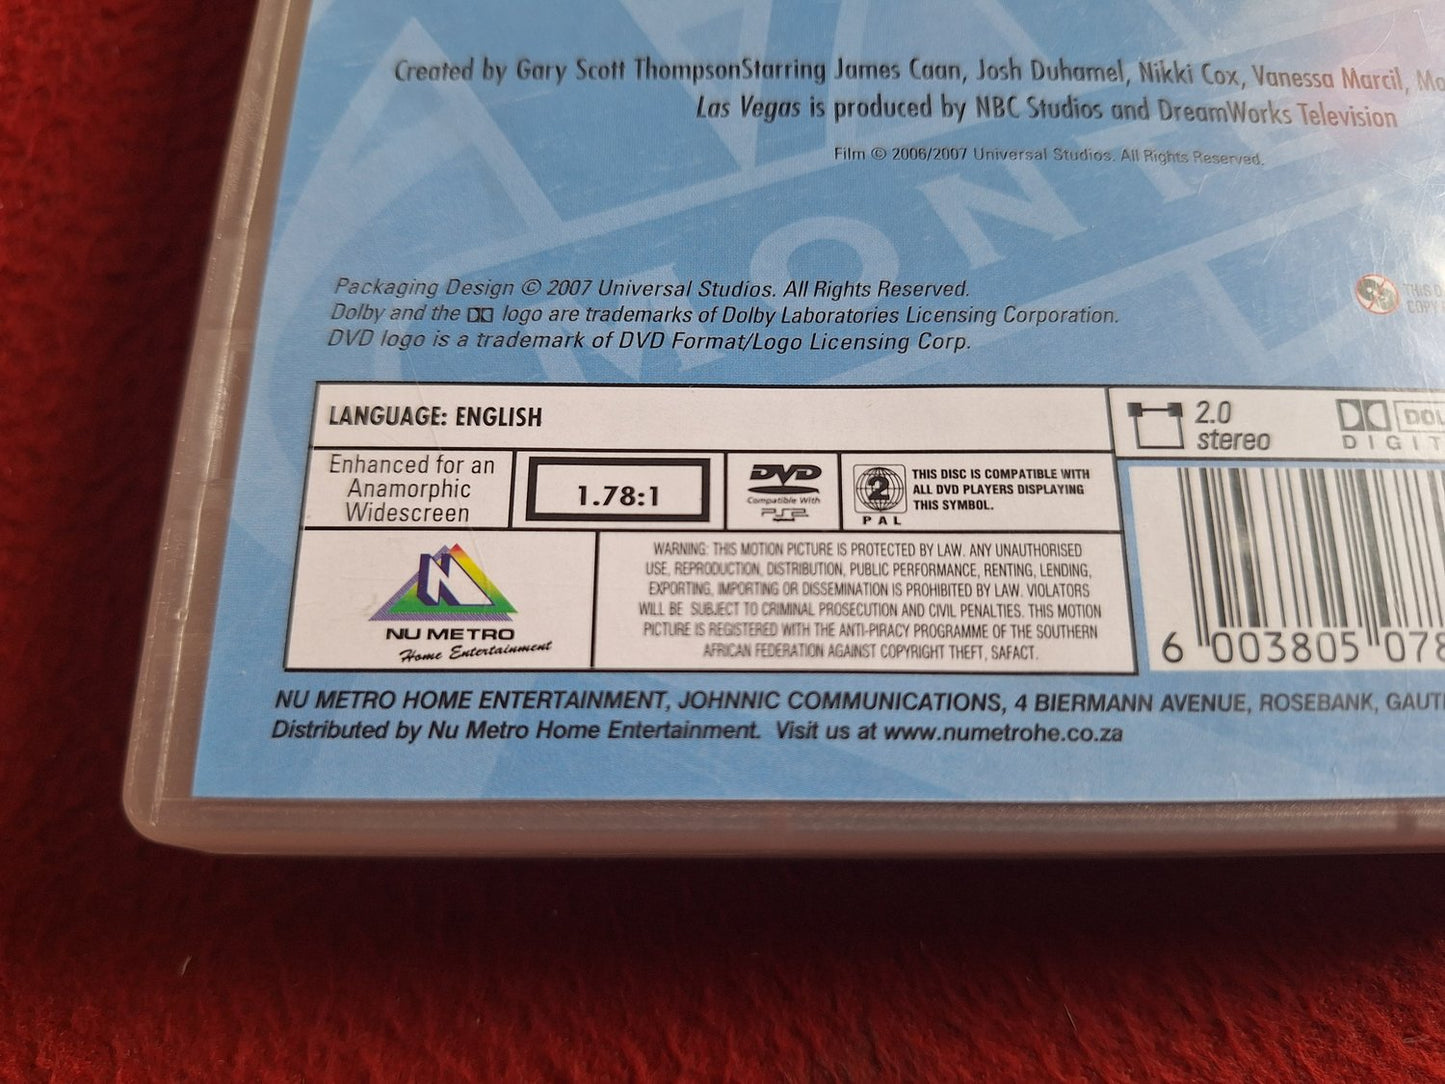 Created by Gary Scott ThompsonStarring James Caan, Josh Duhamel, Nikki Cox, Vanessa Marcil,
Las Vegas is produced by NBC Studios and DreamWorks Television
Film © 2006/2007 Universal Studios. All Rights Reserved.
MONT
Packaging Design © 2007 Universal Studios. All Rights Reserved.
Dolby and the logo are trademarks of Dolby Laboratories Licensing Corporation.
DVD logo is a trademark of DVD Format/Logo Licensing Corp.
THIS
COPY
LANGUAGE: ENGLISH
2.0
stereo
Enhanced for an
Anamorphic
Widescreen
1.78:1
DVD
Compatible With
PS2
2
PAL
THIS DISC IS COMPATIBLE WITH
ALL DVD PLAYERS DISPLAYING
THIS SYMBOL.
N
NU METRO
Home Entertainment
WARNING: THIS MOTION PICTURE IS PROTECTED BY LAW. ANY UNAUTHORISED
USE, REPRODUCTION, DISTRIBUTION, PUBLIC PERFORMANCE, RENTING, LENDING,
EXPORTING, IMPORTING OR DISSEMINATION IS PROHIBITED BY LAW. VIOLATORS
WILL BE SUBJECT TO CRIMINAL PROSECUTION AND CIVIL PENALTIES. THIS MOTION
PICTURE IS REGISTERED WITH THE ANTI-PIRACY PROGRAMME OF THE SOUTHERN
AFRICAN FEDERATION AGAINST COPYRIGHT THEFT, SAFACT.
6 003805 078
NU METRO HOME ENTERTAINMENT, JOHNNIC COMMUNICATIONS, 4 BIERMANN AVENUE, ROSEBANK,
Distributed by Nu Metro Home Entertainment. Visit us at www.numetrohe.co.za